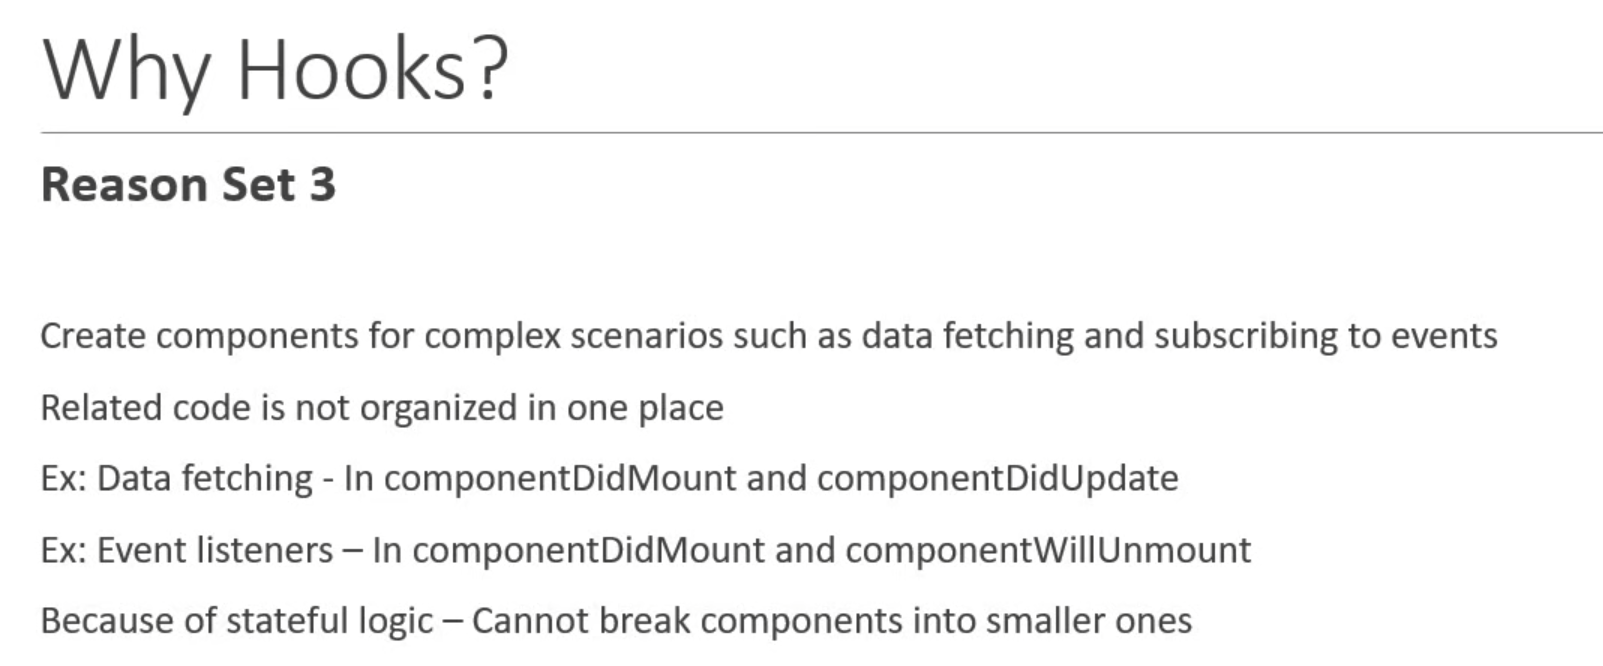 Why Hooks?
Reason Set 3
Create components for complex scenarios such as data fetching and subscribing to events
Related code is not organized in one place
Ex: Data fetching - In componentDidMount and componentDidUpdate
Ex: Event listeners – In componentDidMount and componentWillUnmount
Because of stateful logic – Cannot break components into smaller ones